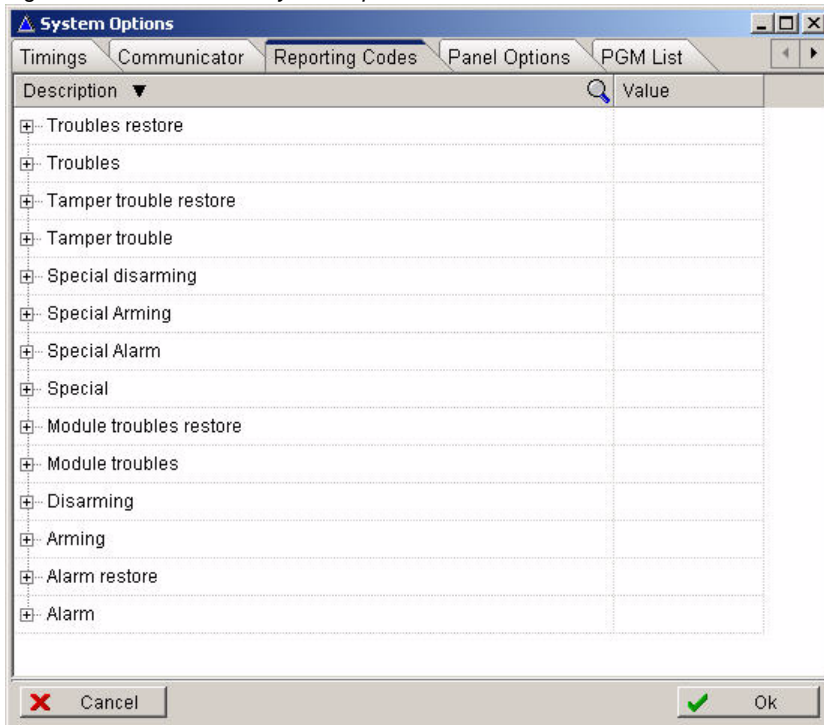 System Options
Timings Communicator Reporting Codes Panel Options PGM List
Description Value
Troubles restore
Troubles
Tamper trouble restore
Tamper trouble
Special disarming
Special Arming
Special Alarm
Special
Module troubles restore
Module troubles
Disarming
Arming
Alarm restore
Alarm
Cancel Ok